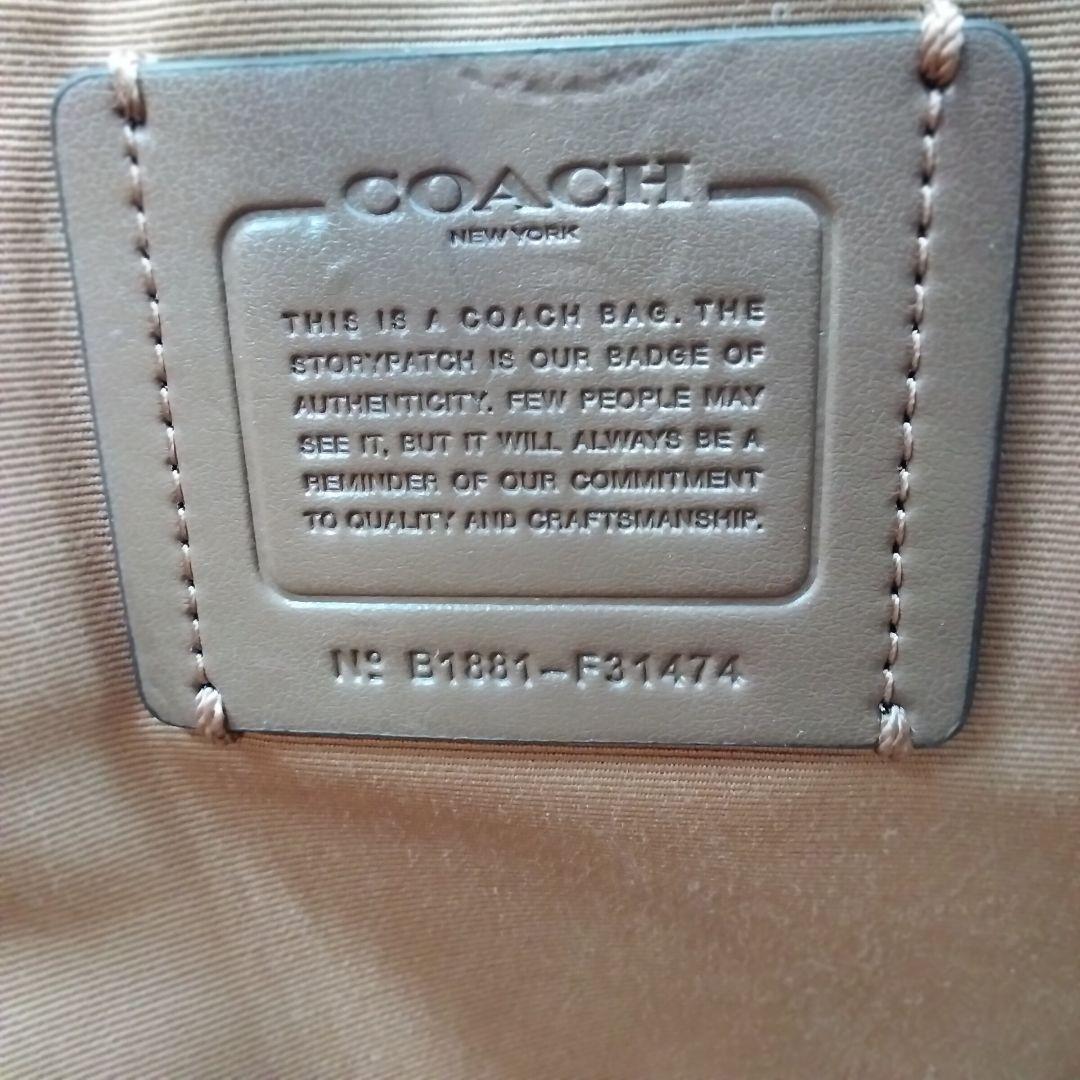 COACH
NEW YORK
THIS IS A COACH BAG. THE
STORYPATCH IS OUR BADGE OF
AUTHENTICITY. FEW PEOPLE MAY
SEE IT, BUT IT WILL ALWAYS BE A
REMINDER OF OUR COMMITMENT
TO QUALITY AND CRAFTSMANSHIP.
Nº B1881-F31474